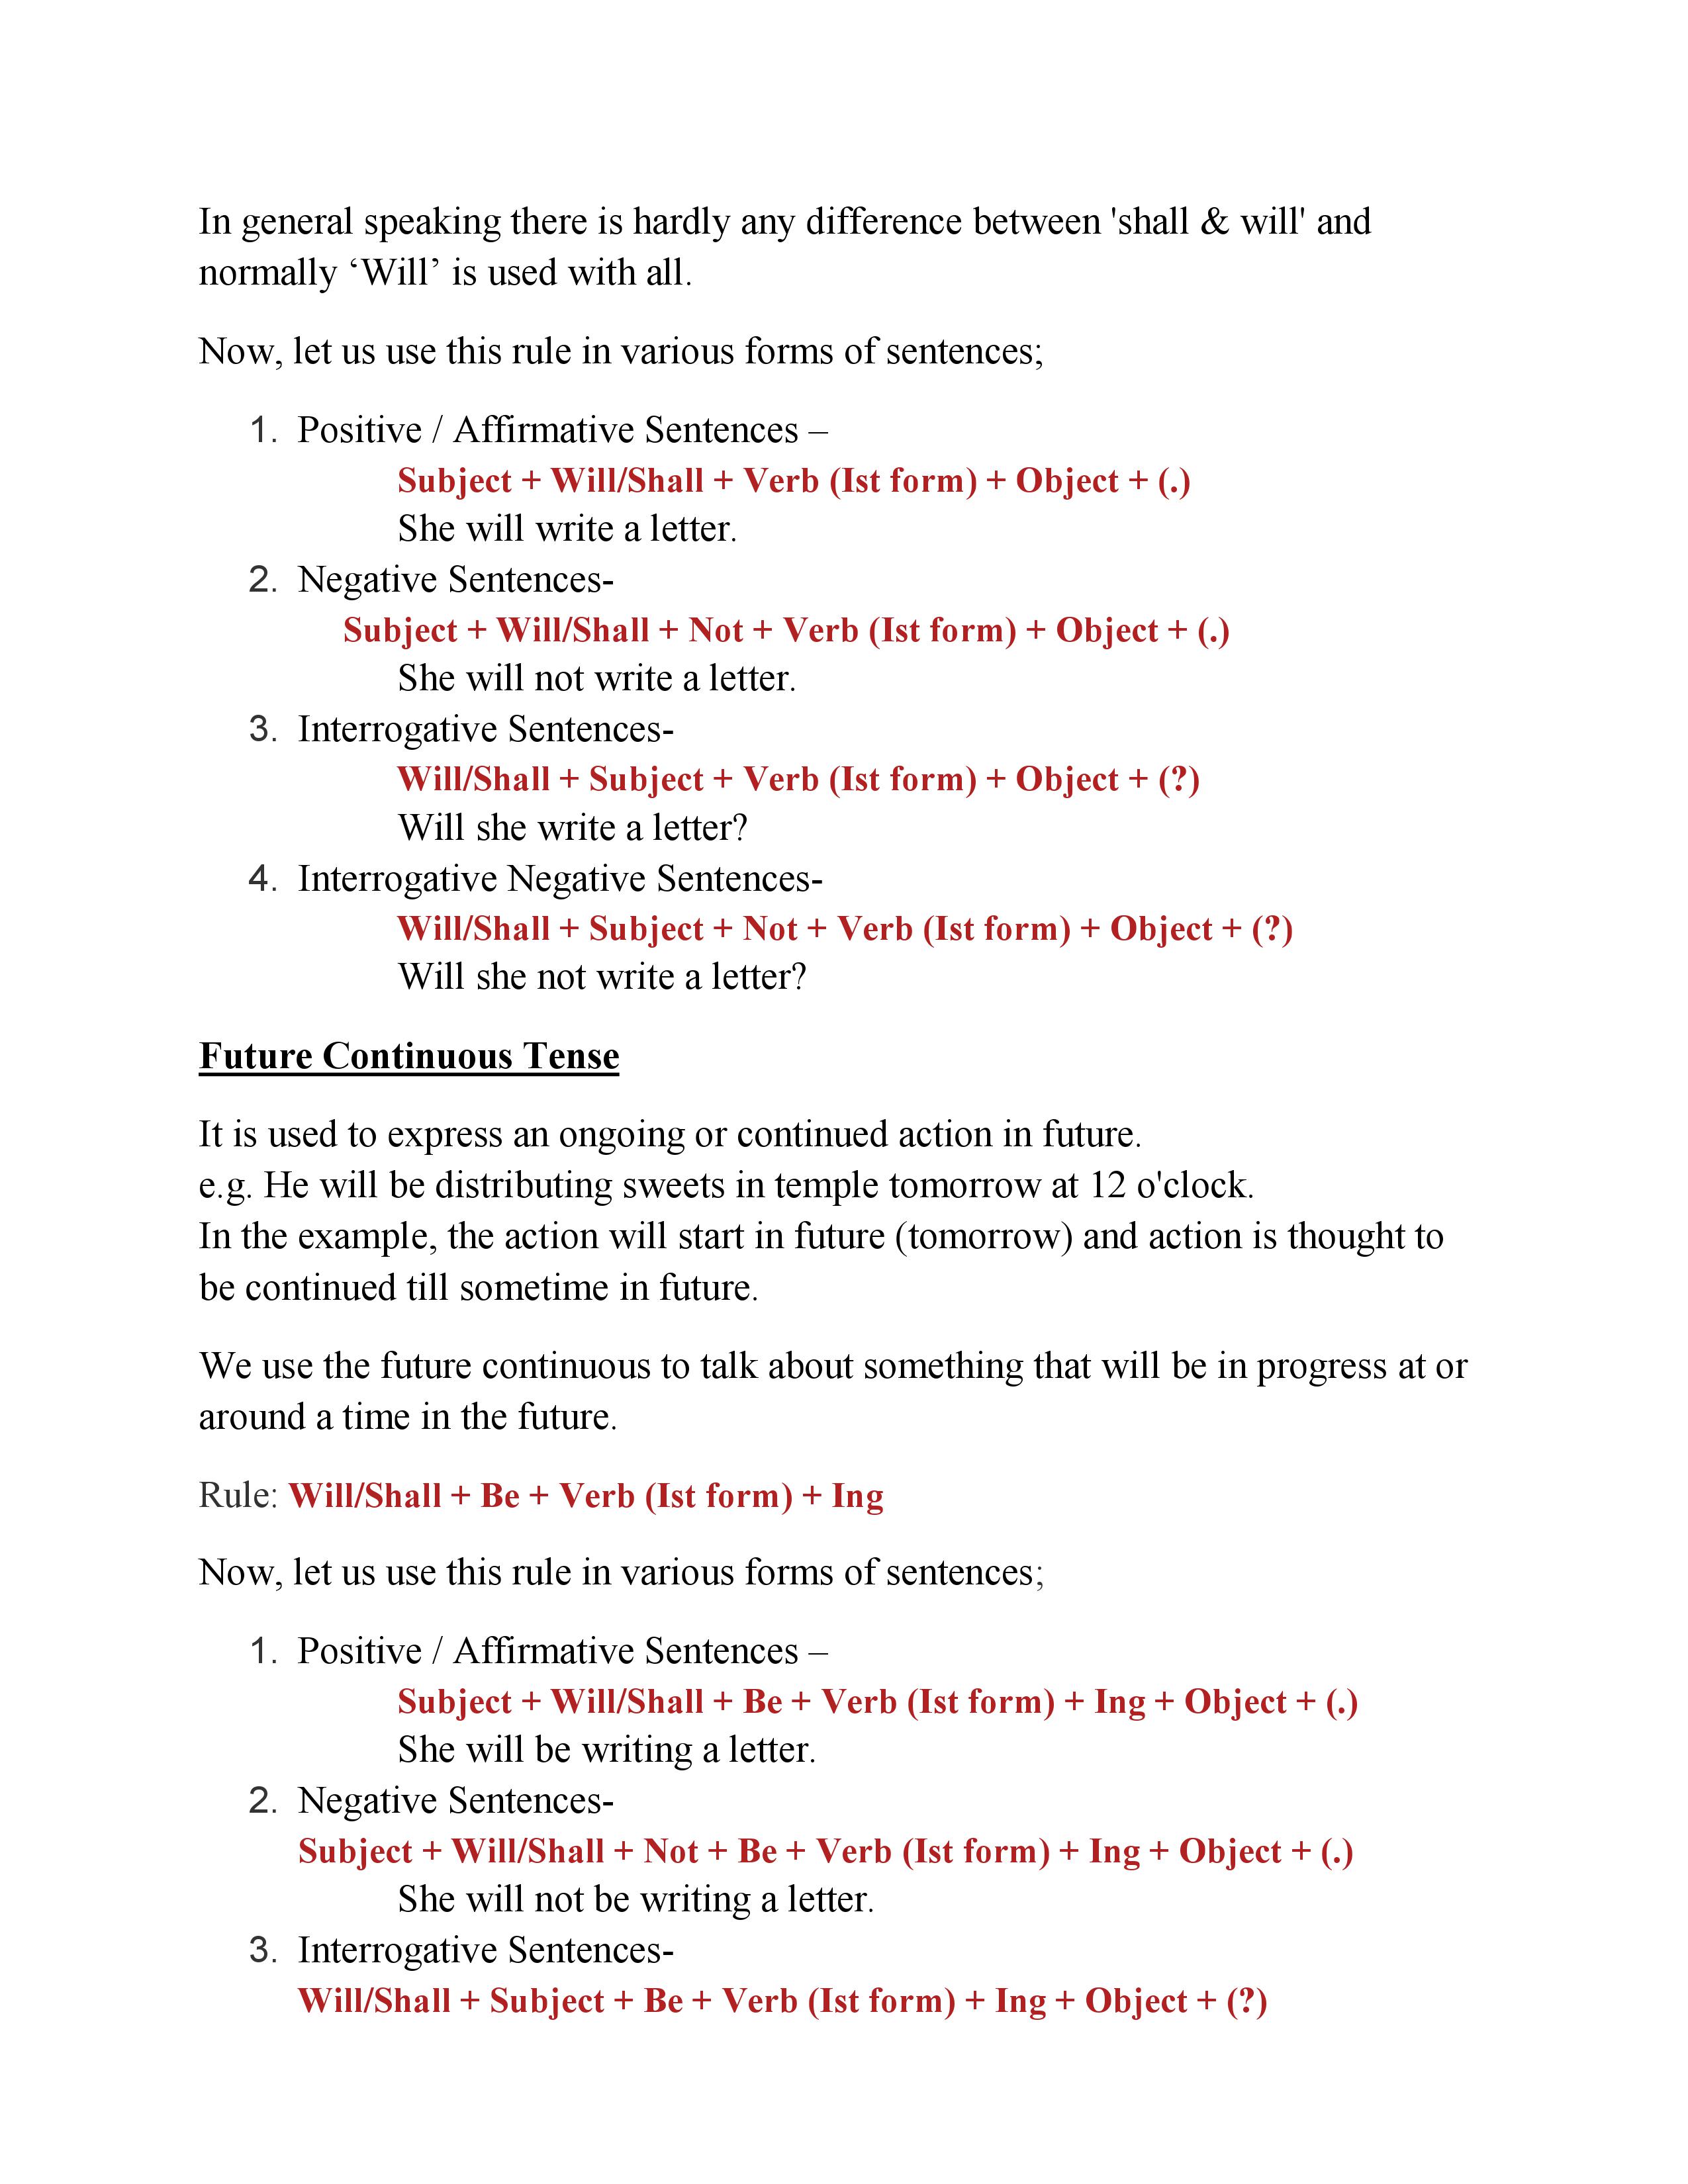 In general speaking there is hardly any difference between 'shall & will' and
normally ‘Will’ is used with all.
Now, let us use this rule in various forms of sentences;
1. Positive / Affirmative Sentences –
Subject + Will/Shall + Verb (Ist form) + Object + (.)
She will write a letter.
2. Negative Sentences-
Subject + Will/Shall + Not + Verb (Ist form) + Object + (.)
She will not write a letter.
3. Interrogative Sentences-
Will/Shall + Subject + Verb (Ist form) + Object + (?)
Will she write a letter?
4. Interrogative Negative Sentences-
Will/Shall + Subject + Not + Verb (Ist form) + Object + (?)
Will she not write a letter?
Future Continuous Tense
It is used to express an ongoing or continued action in future.
e.g. He will be distributing sweets in temple tomorrow at 12 o'clock.
In the example, the action will start in future (tomorrow) and action is thought to
be continued till sometime in future.
We use the future continuous to talk about something that will be in progress at or
around a time in the future.
Rule: Will/Shall + Be + Verb (Ist form) + Ing
Now, let us use this rule in various forms of sentences;
1. Positive / Affirmative Sentences –
Subject + Will/Shall + Be + Verb (Ist form) + Ing + Object + (.)
She will be writing a letter.
2. Negative Sentences-
Subject + Will/Shall + Not + Be + Verb (Ist form) + Ing + Object + (.)
She will not be writing a letter.
3. Interrogative Sentences-
Will/Shall + Subject + Be + Verb (Ist form) + Ing + Object + (?)